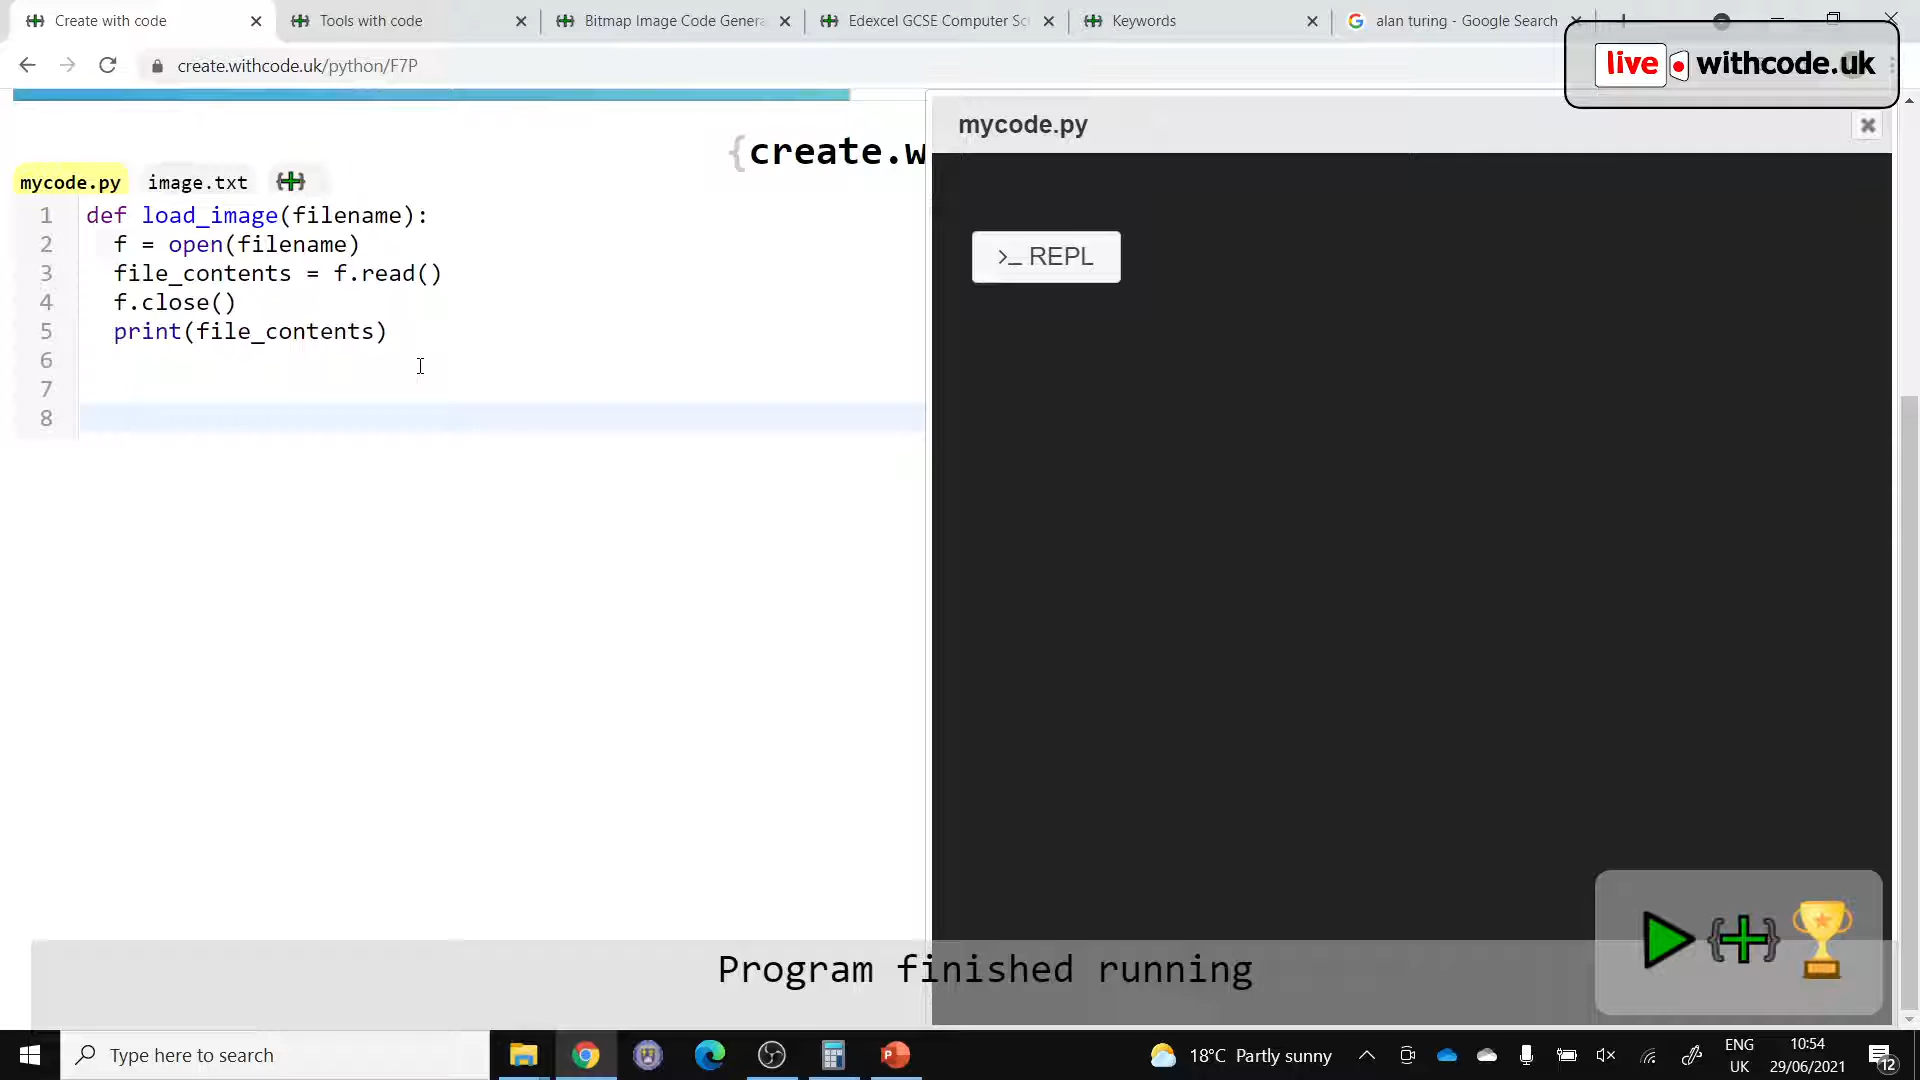 Create with code
Tools with code
Bitmap Image Code Genera
Edexcel GCSE Computer Sc
Keywords
alan turing - Google Search
create.withcode.uk/python/F7P
live withcode.uk
{create.w
mycode.py
mycode.py image.txt {+}
1 def load_image(filename):
2 f = open(filename)
3 file_contents = f.read()
4 f.close()
5 print(file_contents)
6
7
8
>_ REPL
{+}
Program finished running
Type here to search
18°C Partly sunny
ENG
UK
10:54
29/06/2021
12